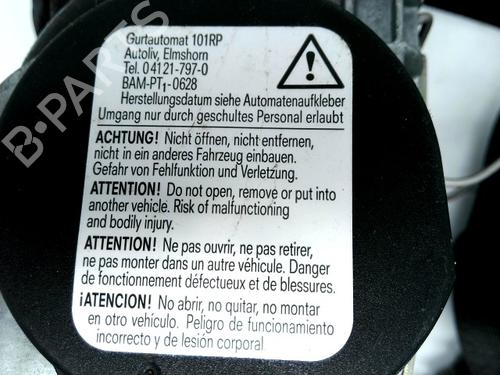 Gurtautomat 101RP
Autoliv, Elmshorn
Tel. 04121-797-0
BAM-PT₁-0628
Herstellungsdatum siehe Automatenaufkleber
Umgang nur durch geschultes Personal erlaubt
ACHTUNG! Nicht öffnen, nicht entfernen,
nicht in ein anderes Fahrzeug einbauen.
Gefahr von Fehlfunktion und Verletzung.
ATTENTION! Do not open, remove or put into
another vehicle. Risk of malfunctioning
and bodily injury.
ATTENTION! Ne pas ouvrir, ne pas retirer,
ne pas monter dans un autre véhicule. Danger
de fonctionnement défectueux et de blessures.
¡ATENCION! No abrir, no quitar, no montar
en otro vehículo. Peligro de funcionamiento
incorrecto y de lesión corporal.
B-PARTS